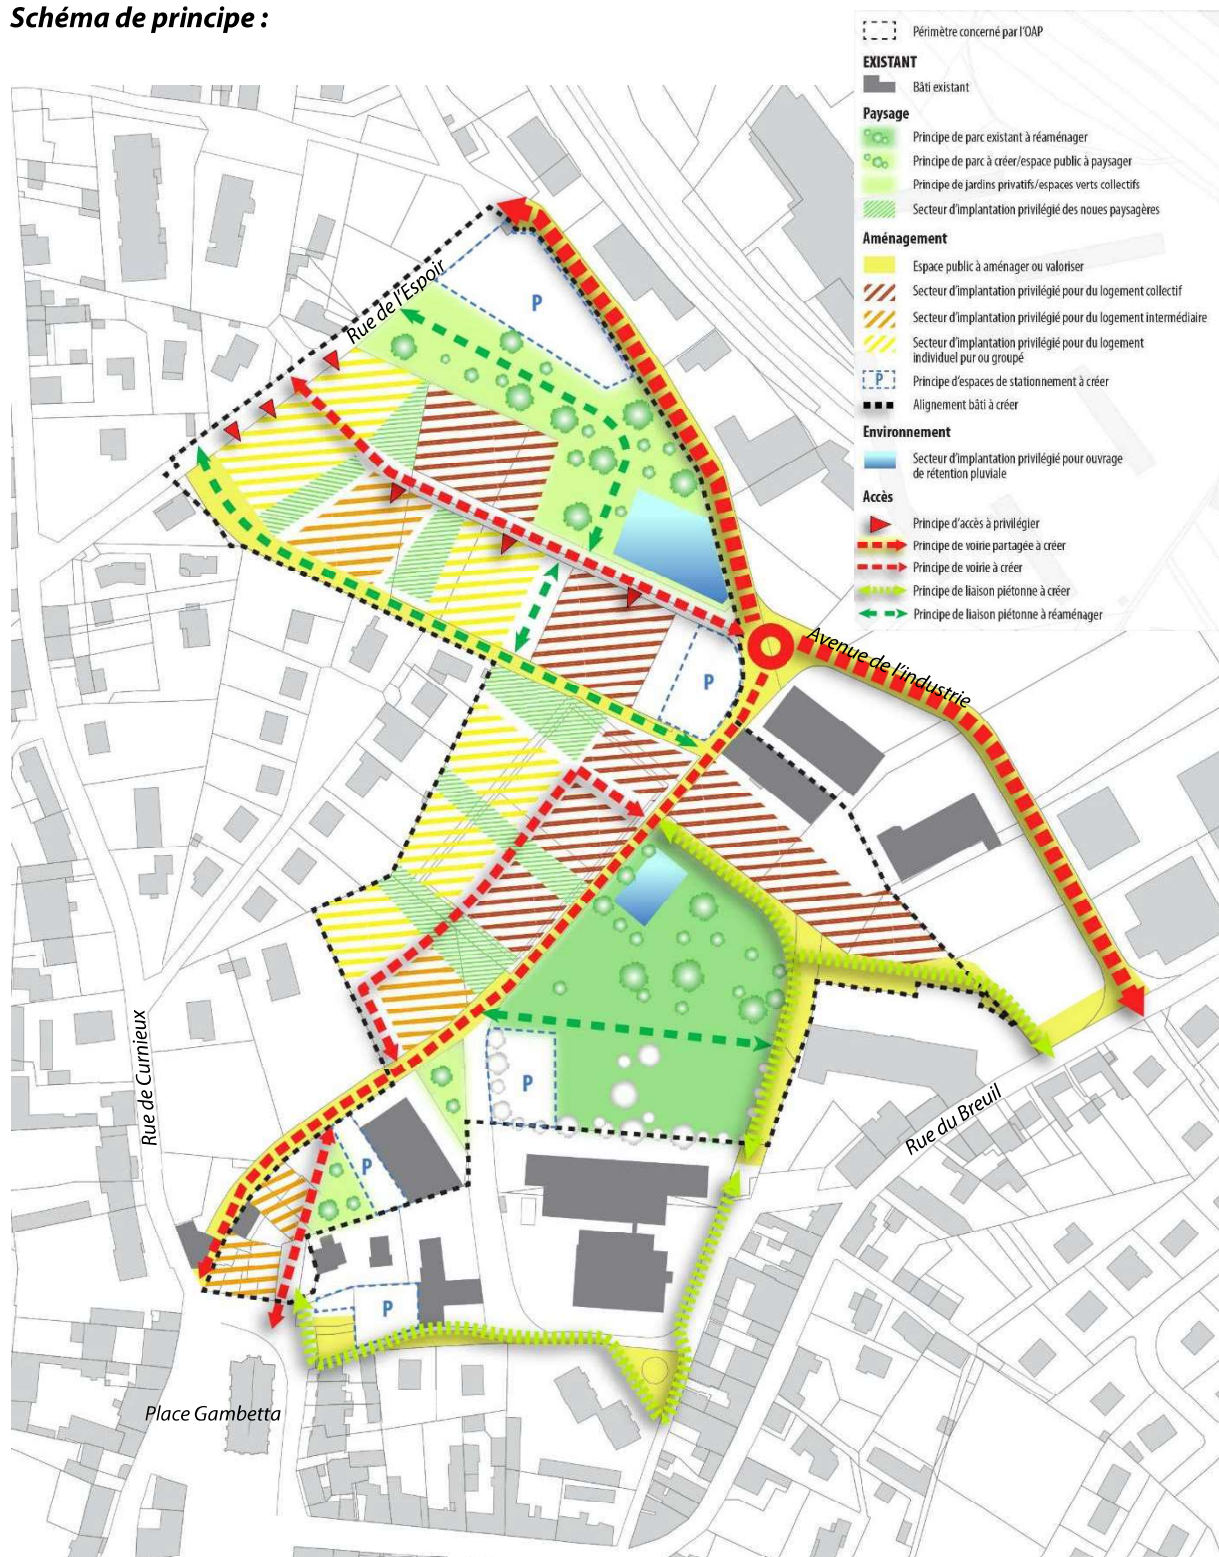 Schéma de principe :
Périmètre concerné par l'OAP
EXISTANT
Bâti existant
Paysage
Principe de parc existant à réaménager
Principe de parc à créer/espace public à paysager
Principe de jardins privatifs/espaces verts collectifs
Secteur d'implantation privilégié des noues paysagères
Aménagement
Espace public à aménager ou valoriser
Secteur d'implantation privilégié pour du logement collectif
Secteur d'implantation privilégié pour du logement intermédiaire
Secteur d'implantation privilégié pour du logement
individuel pur ou groupé
P
Principe d'espaces de stationnement à créer
Alignement bâti à créer
Environnement
Secteur d'implantation privilégié pour ouvrage
de rétention pluviale
Accès
Principe d'accès à privilégier
Principe de voirie partagée à créer
Principe de voirie à créer
Principe de liaison piétonne à créer
Principe de liaison piétonne à réaménager
Rue de l'Espoir
P
Avenue de l'industrie
P
Rue de Curnieux
P
Rue du Breuil
P
P
Place Gambetta